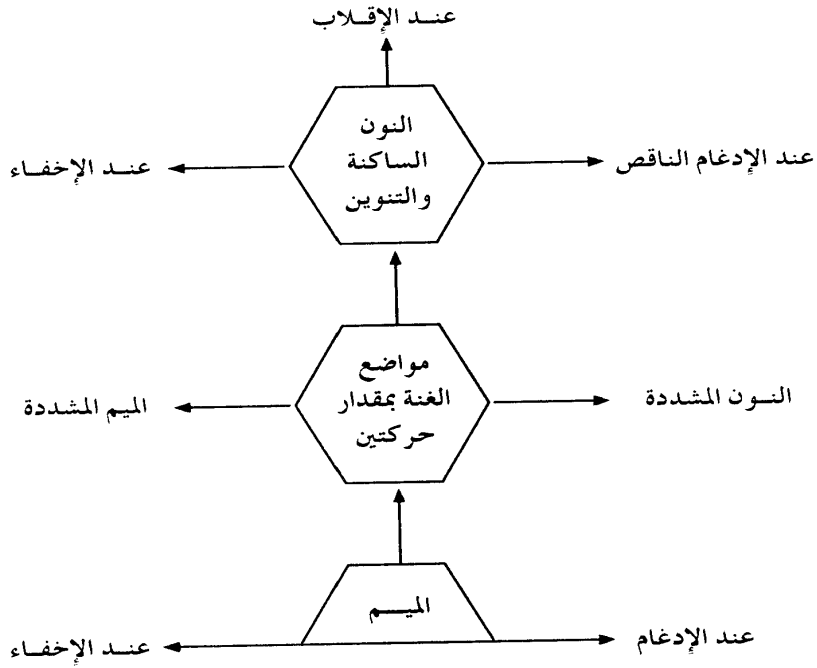 عند الإقلاب
النون
الساكنة
والتنوين
عند الإدغام الناقص
عند الإخفاء
مواضع
الغنة بمقدار
حركتين
النون المشددة
الميم المشددة
الميم
عند الإدغام
عند الإخفاء